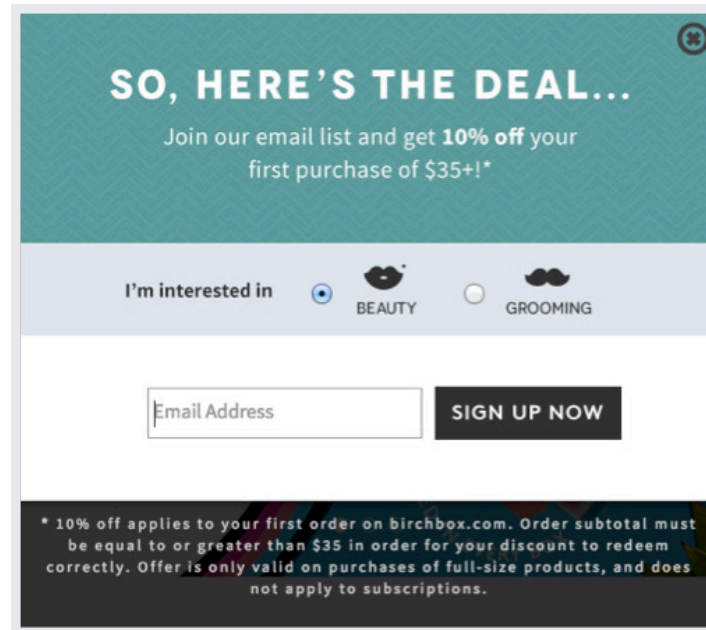 SO, HERE'S THE DEAL...
Join our email list and get 10% off your
first purchase of $35+!*
I'm interested in
BEAUTY
GROOMING
Email Address
SIGN UP NOW
* 10% off applies to your first order on birchbox.com. Order subtotal must
be equal to or greater than $35 in order for your discount to redeem
correctly. Offer is only valid on purchases of full-size products, and does
not apply to subscriptions.